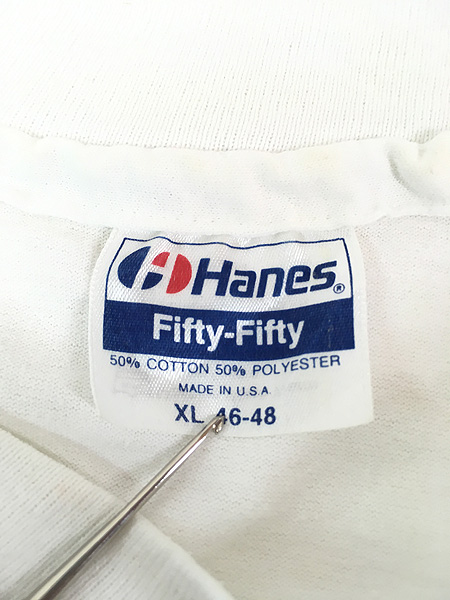 Hanes®
Fifty-Fifty
50% COTTON 50% POLYESTER
MADE IN U.S.A.
XL 46-48